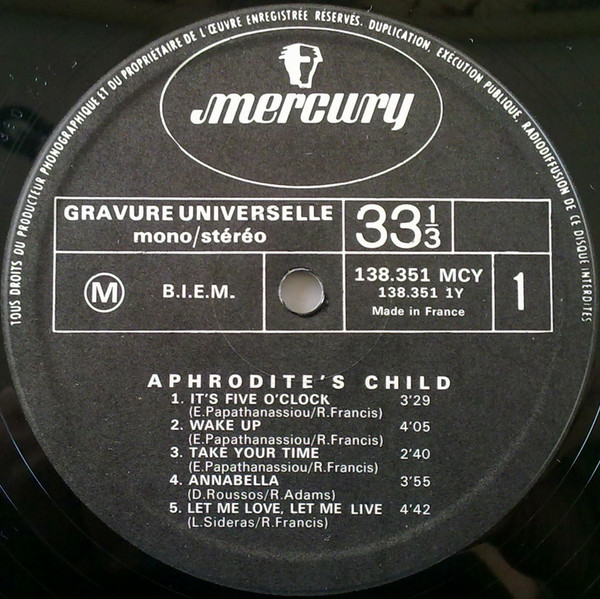 TOUS DROITS DU PRODUCTEUR PHONOGRAPHIQUE ET DU PROPRIÉTAIRE DE L'ŒUVRE ENREGISTRÉE RÉSERVÉS. DUPLICATION, EXÉCUTION PUBLIQUE, RADIODIFFUSION DE CE DISQUE INTERDITES
mercury
GRAVURE UNIVERSELLE
mono/stéréo
33 1/3
M
B.I.E.M.
138.351 MCY
138.351 1Y
Made in France
1
APHRODITE'S CHILD
1. IT'S FIVE O'CLOCK 3'29
(E.Papathanassiou/R.Francis)
2. WAKE UP 4'05
(E.Papathanassiou/R.Francis)
3. TAKE YOUR TIME 2'40
(E.Papathanassiou/R.Francis)
4. ANNABELLA 3'55
(D.Roussos/R.Adams)
5. LET ME LOVE, LET ME LIVE 4'42
(L.Sideras/R.Francis)